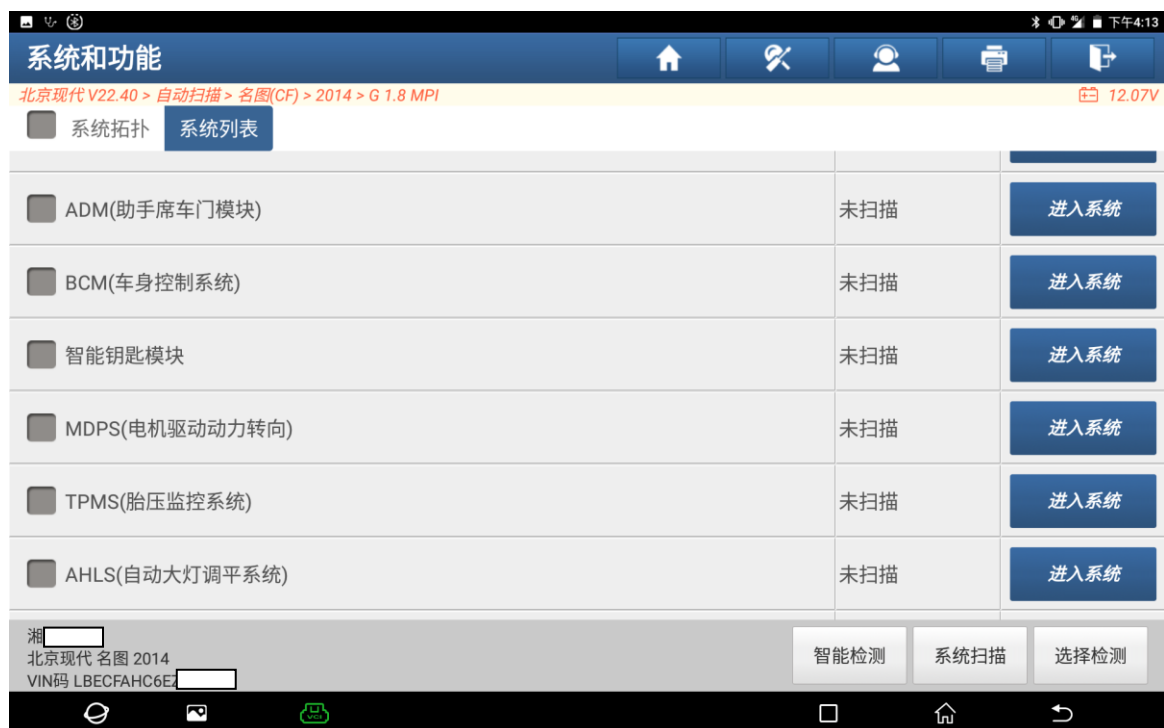 4G 下午4:13
系统和功能
北京现代 V22.40 > 自动扫描 > 名图(CF) > 2014 > G 1.8 MPI 12.07V
系统拓扑 系统列表
ADM(助手席车门模块) 未扫描 进入系统
BCM(车身控制系统) 未扫描 进入系统
智能钥匙模块 未扫描 进入系统
MDPS(电机驱动动力转向) 未扫描 进入系统
TPMS(胎压监控系统) 未扫描 进入系统
AHLS(自动大灯调平系统) 未扫描 进入系统
湘
北京现代 名图 2014
VIN码 LBECFAHC6EZ
智能检测 系统扫描 选择检测
VCI